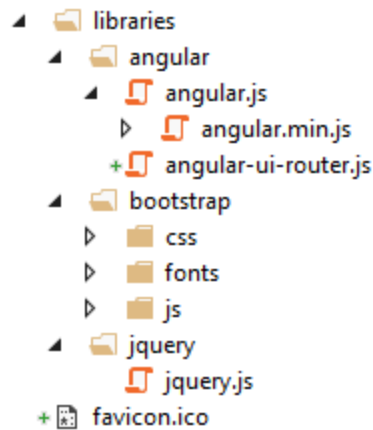 libraries
angular
angular.js
angular.min.js
angular-ui-router.js
bootstrap
css
fonts
js
jquery
jquery.js
favicon.ico